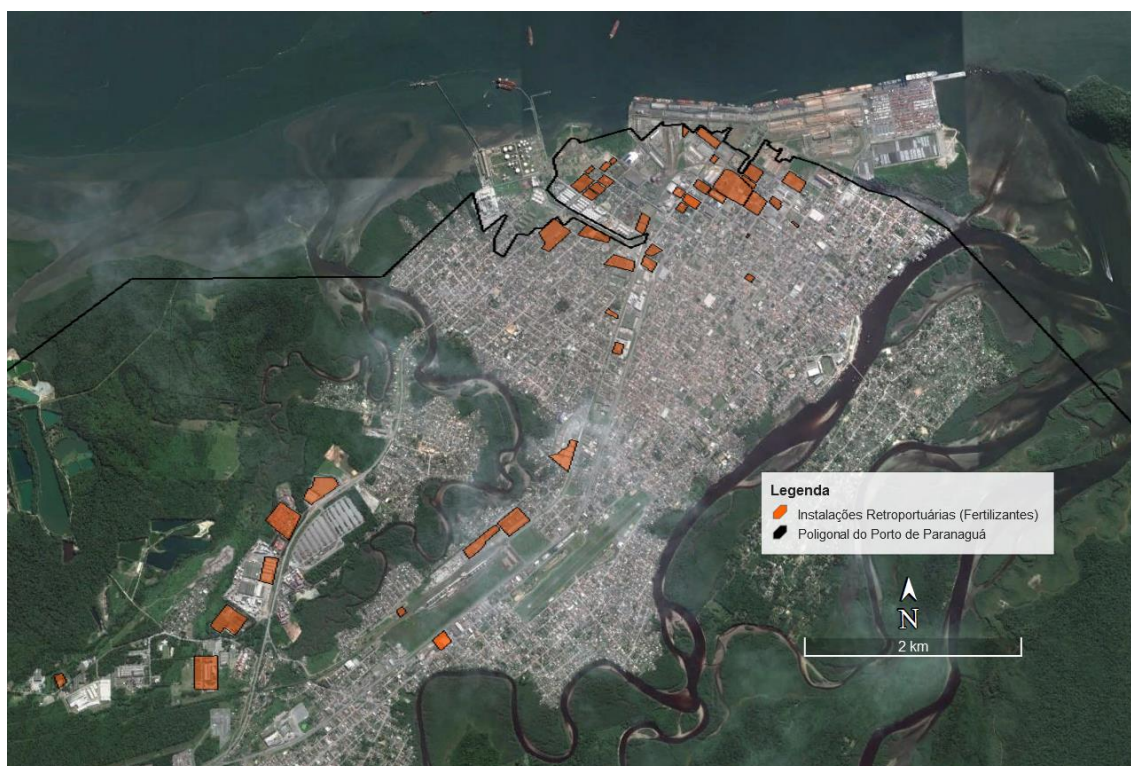 Legenda
Instalações Retroportuárias (Fertilizantes)
Poligonal do Porto de Paranaguá
N
2 km